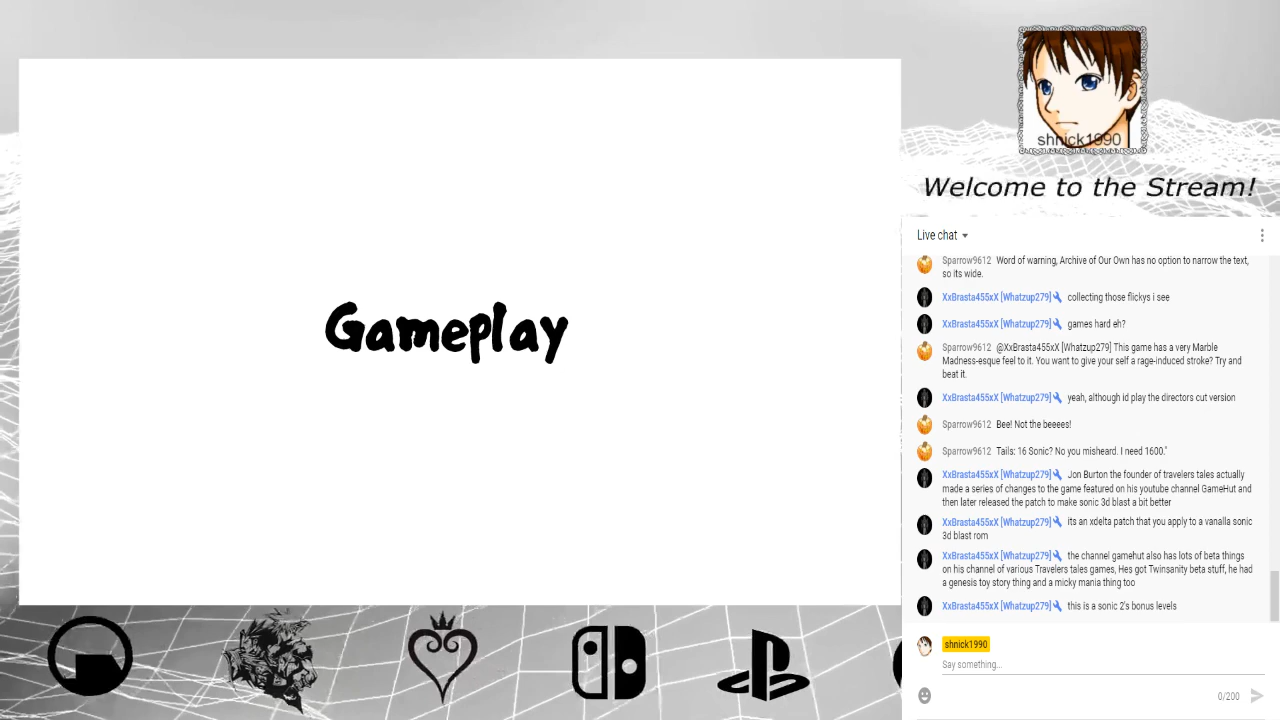 shnick1990
Welcome to the Stream!
Gameplay
Live chat
Sparrow9612 Word of warning, Archive of Our Own has no option to narrow the text,
so its wide.
XxBrasta455xX [Whatzup279] collecting those flickys i see
XxBrasta455xX [Whatzup279] games hard eh?
Sparrow9612 @XxBrasta455xX [Whatzup279] This game has a very Marble
Madness-esque feel to it. You want to give your self a rage-induced stroke? Try and
beat it.
XxBrasta455xX [Whatzup279] yeah, although id play the directors cut version
Sparrow9612 Bee! Not the beeees!
Sparrow9612 Tails: 16 Sonic? No you misheard. I need 1600."
XxBrasta455xX [Whatzup279] Jon Burton the founder of travelers tales actually
made a series of changes to the game featured on his youtube channel GameHut and
then later released the patch to make sonic 3d blast a bit better
XxBrasta455xX [Whatzup279] its an xdelta patch that you apply to a vanalla sonic
3d blast rom
XxBrasta455xX [Whatzup279] the channel gamehut also has lots of beta things
on his channel of various Travelers tales games, Hes got Twinsanity beta stuff, he had
a genesis toy story thing and a micky mania thing too
XxBrasta455xX [Whatzup279] this is a sonic 2's bonus levels
shnick1990
Say something...
0/200